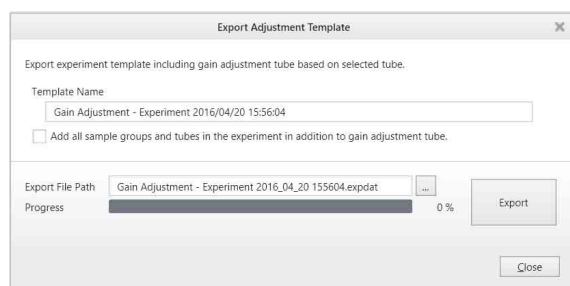 Export Adjustment Template
Export experiment template including gain adjustment tube based on selected tube.
Template Name
Gain Adjustment - Experiment 2016/04/20 15:56:04
Add all sample groups and tubes in the experiment in addition to gain adjustment tube.
Export File Path Gain Adjustment - Experiment 2016_04_20 155604.expdat ...
Progress 0 % Export
Close